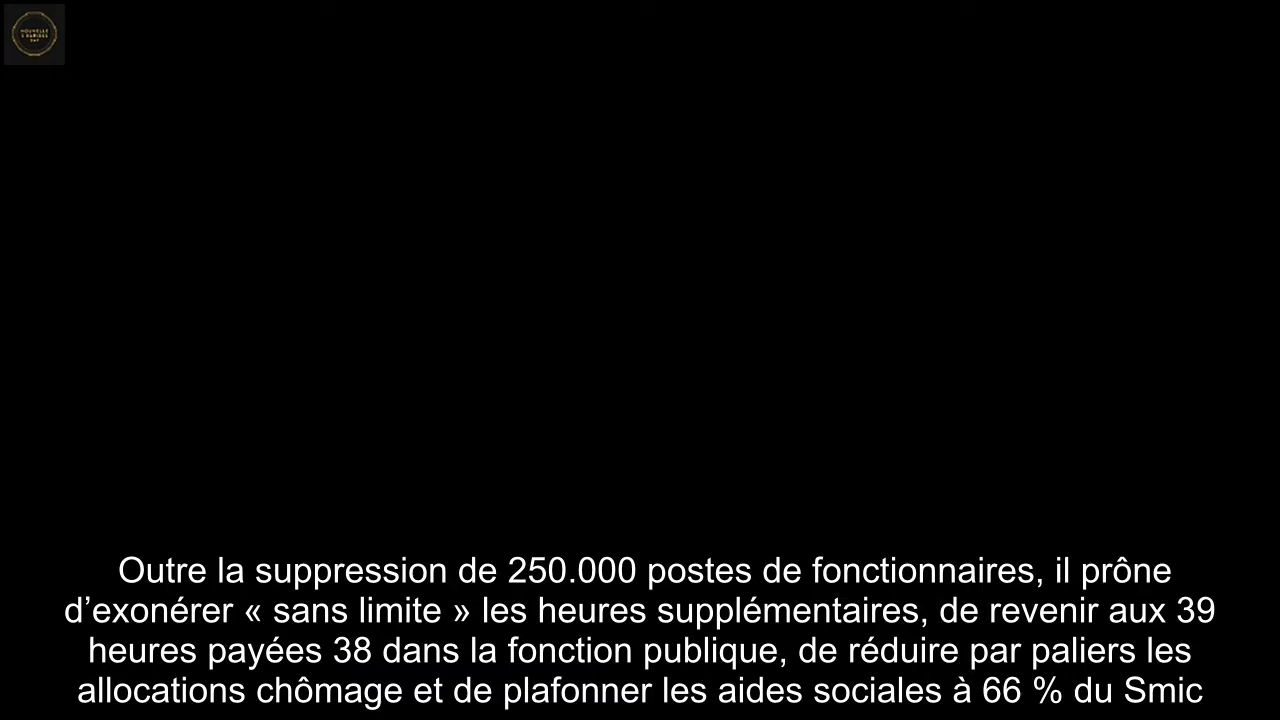 NOUVELLE
Outre la suppression de 250.000 postes de fonctionnaires, il prône
d’exonérer « sans limite » les heures supplémentaires, de revenir aux 39
heures payées 38 dans la fonction publique, de réduire par paliers les
allocations chômage et de plafonner les aides sociales à 66 % du Smic